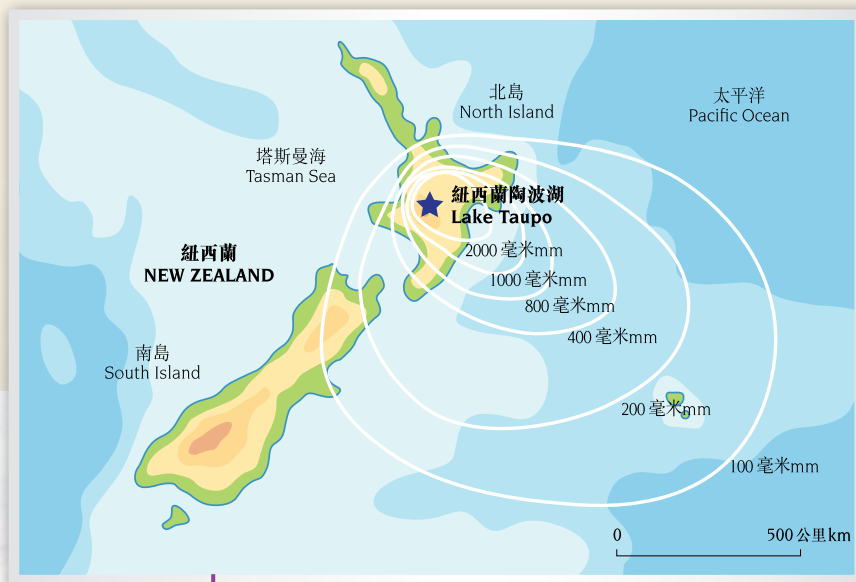 北島
North Island
太平洋
Pacific Ocean
塔斯曼海
Tasman Sea
紐西蘭陶波湖
Lake Taupo
紐西蘭
NEW ZEALAND
2000 毫米mm
1000 毫米mm
800 毫米mm
400 毫米mm
南島
South Island
200 毫米mm
100 毫米mm
0
500 公里km